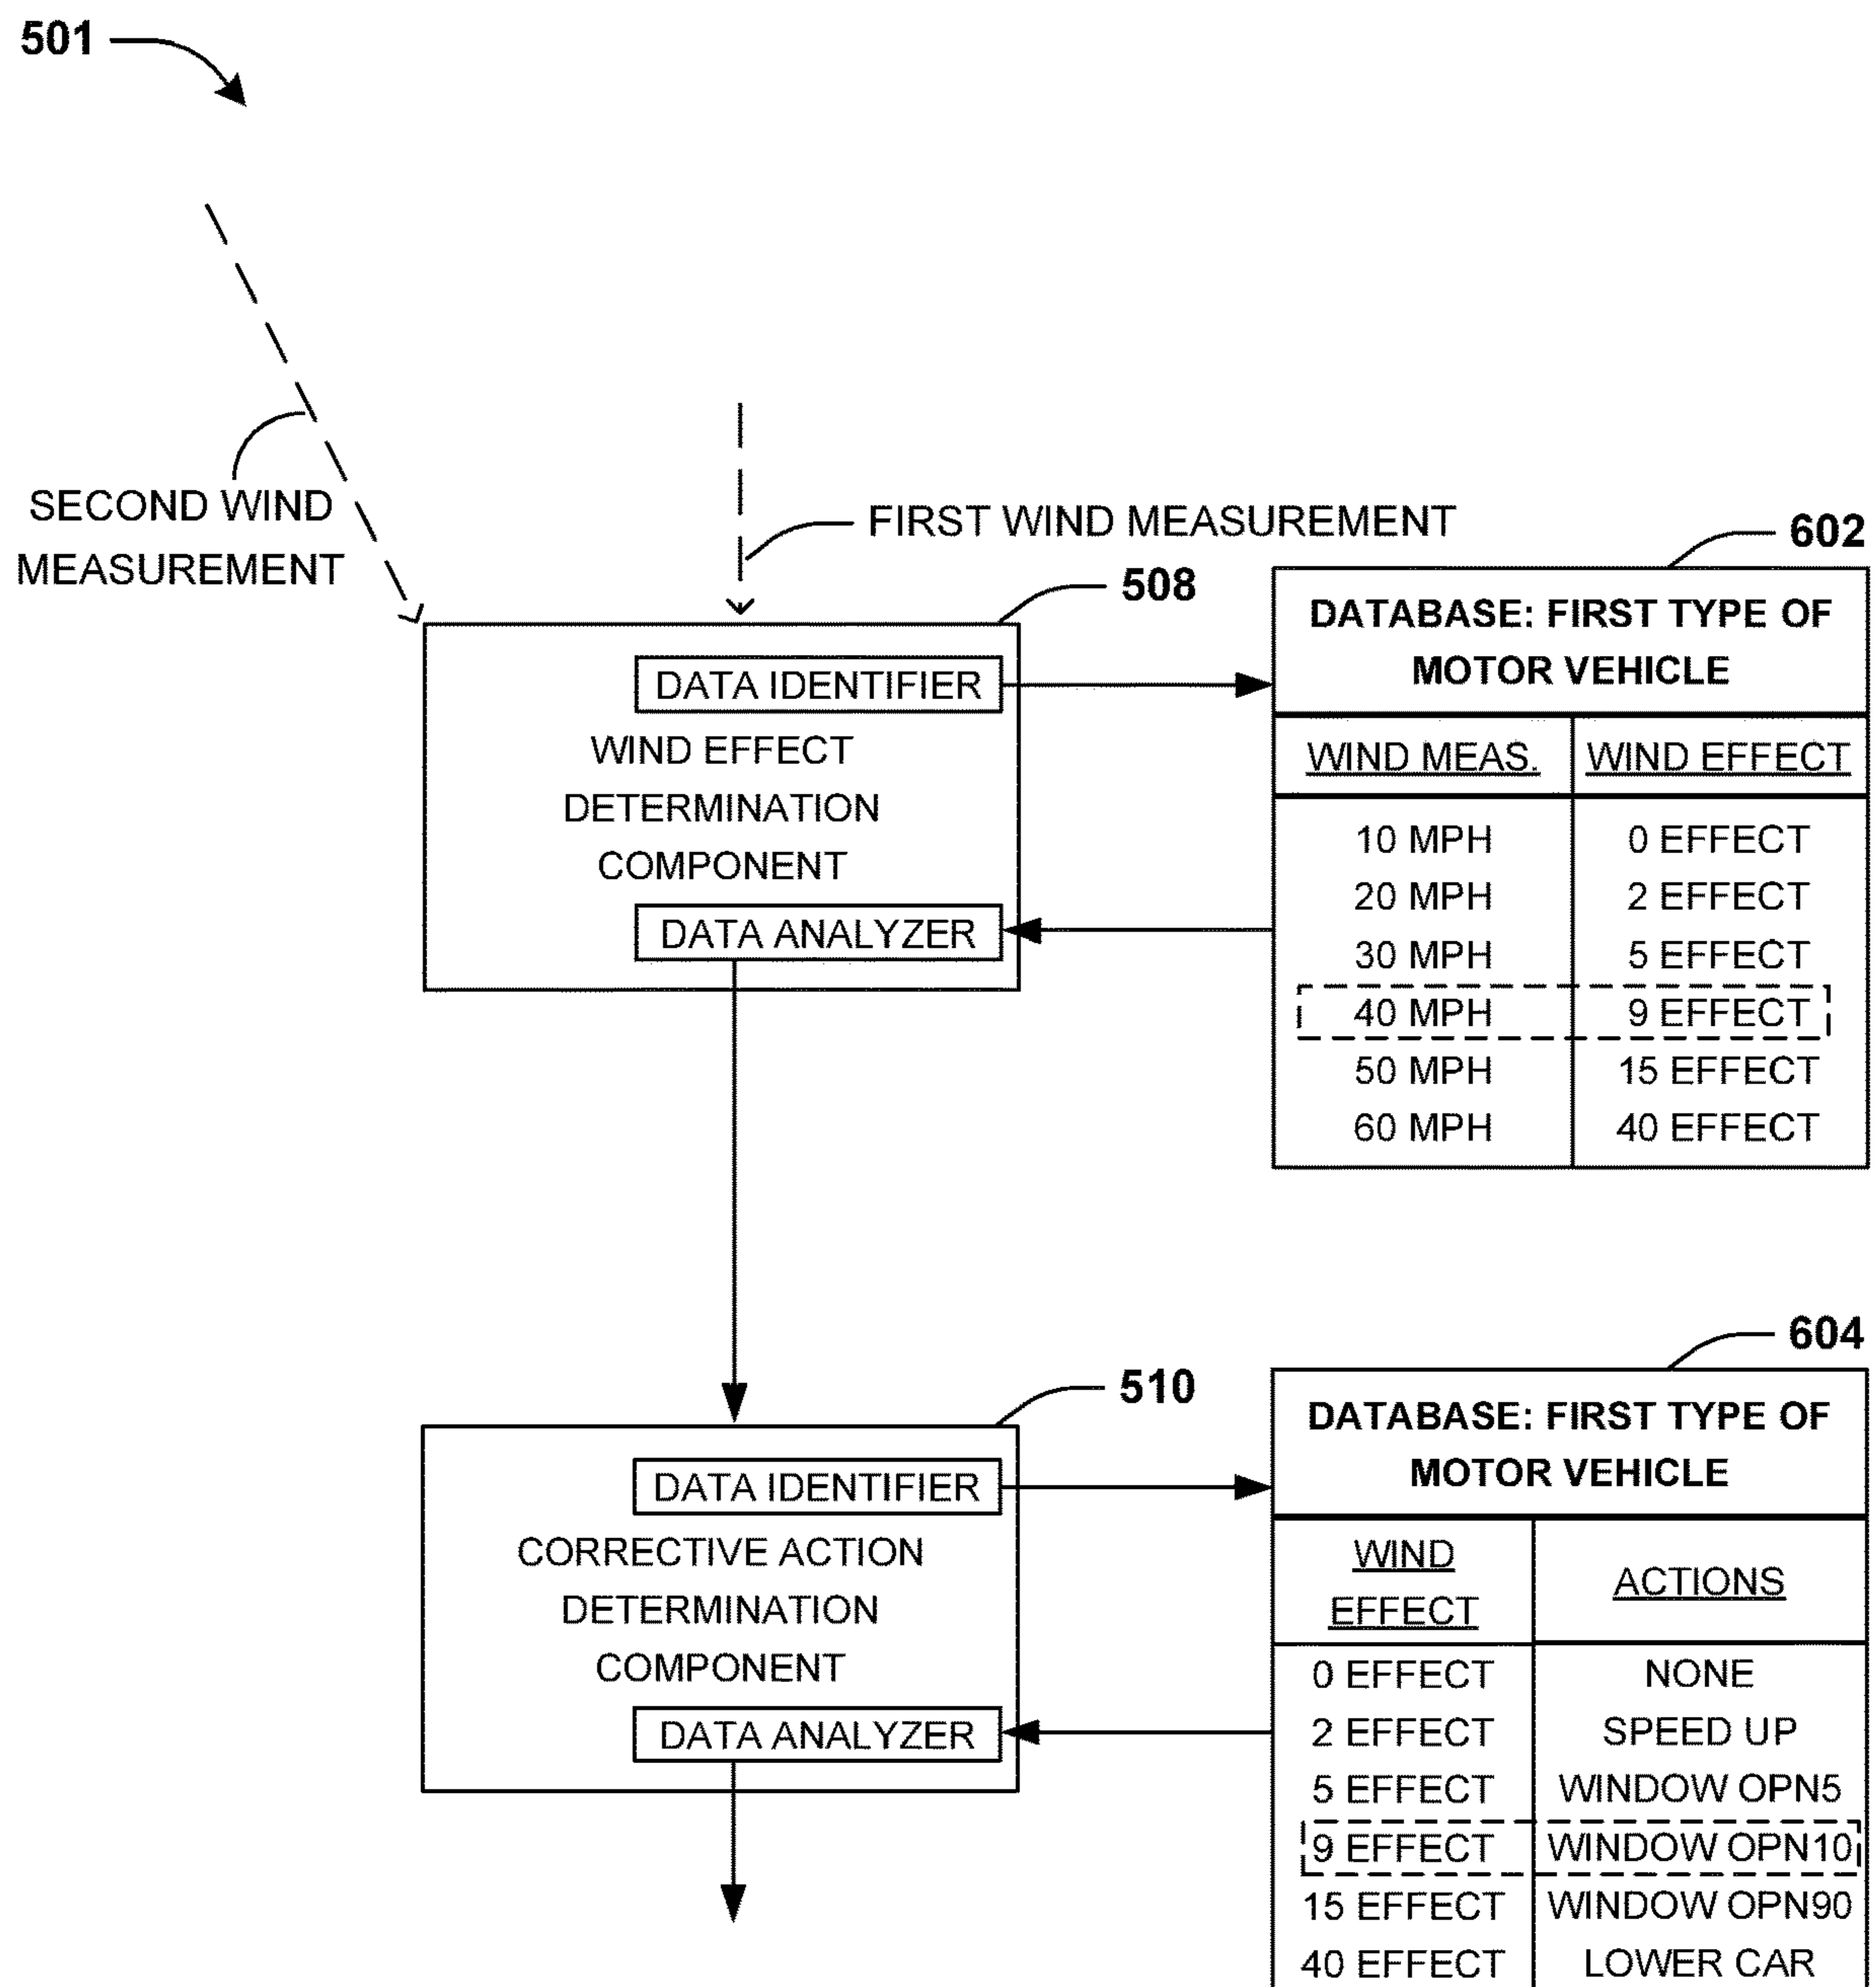 501
SECOND WIND
MEASUREMENT
FIRST WIND MEASUREMENT
508
DATA IDENTIFIER
WIND EFFECT
DETERMINATION
COMPONENT
DATA ANALYZER
602
DATABASE: FIRST TYPE OF
MOTOR VEHICLE
WIND MEAS. WIND EFFECT
10 MPH 0 EFFECT
20 MPH 2 EFFECT
30 MPH 5 EFFECT
40 MPH 9 EFFECT
50 MPH 15 EFFECT
60 MPH 40 EFFECT
510
DATA IDENTIFIER
CORRECTIVE ACTION
DETERMINATION
COMPONENT
DATA ANALYZER
604
DATABASE: FIRST TYPE OF
MOTOR VEHICLE
WIND
EFFECT
ACTIONS
0 EFFECT NONE
2 EFFECT SPEED UP
5 EFFECT WINDOW OPN5
9 EFFECT WINDOW OPN10
15 EFFECT WINDOW OPN90
40 EFFECT LOWER CAR